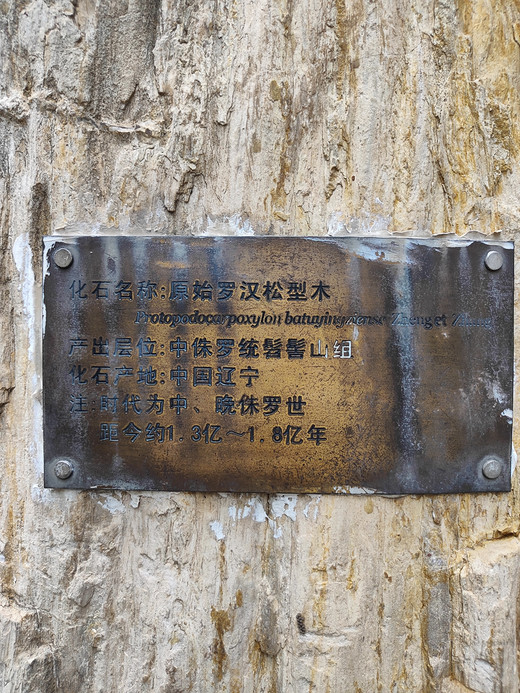 化石名称:原始罗汉松型木
Protopodocarpoxylon batuyingziense Zheng et Zhang
产出层位:中侏罗统髫髻山组
化石产地:中国辽宁
注:时代为中、晚侏罗世
距今约1.3亿～1.8亿年